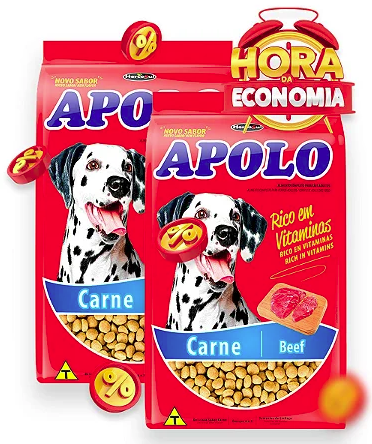 HORA
DA
ECONOMIA
"NOVO SABOR"
APOLO
Carne
T
%
"NOVO SABOR"
APOLO
Rico em
Vitaminas
RICO EN VITAMINAS
RICH IN VITAMINS
Carne
Beef
T
%
%
%